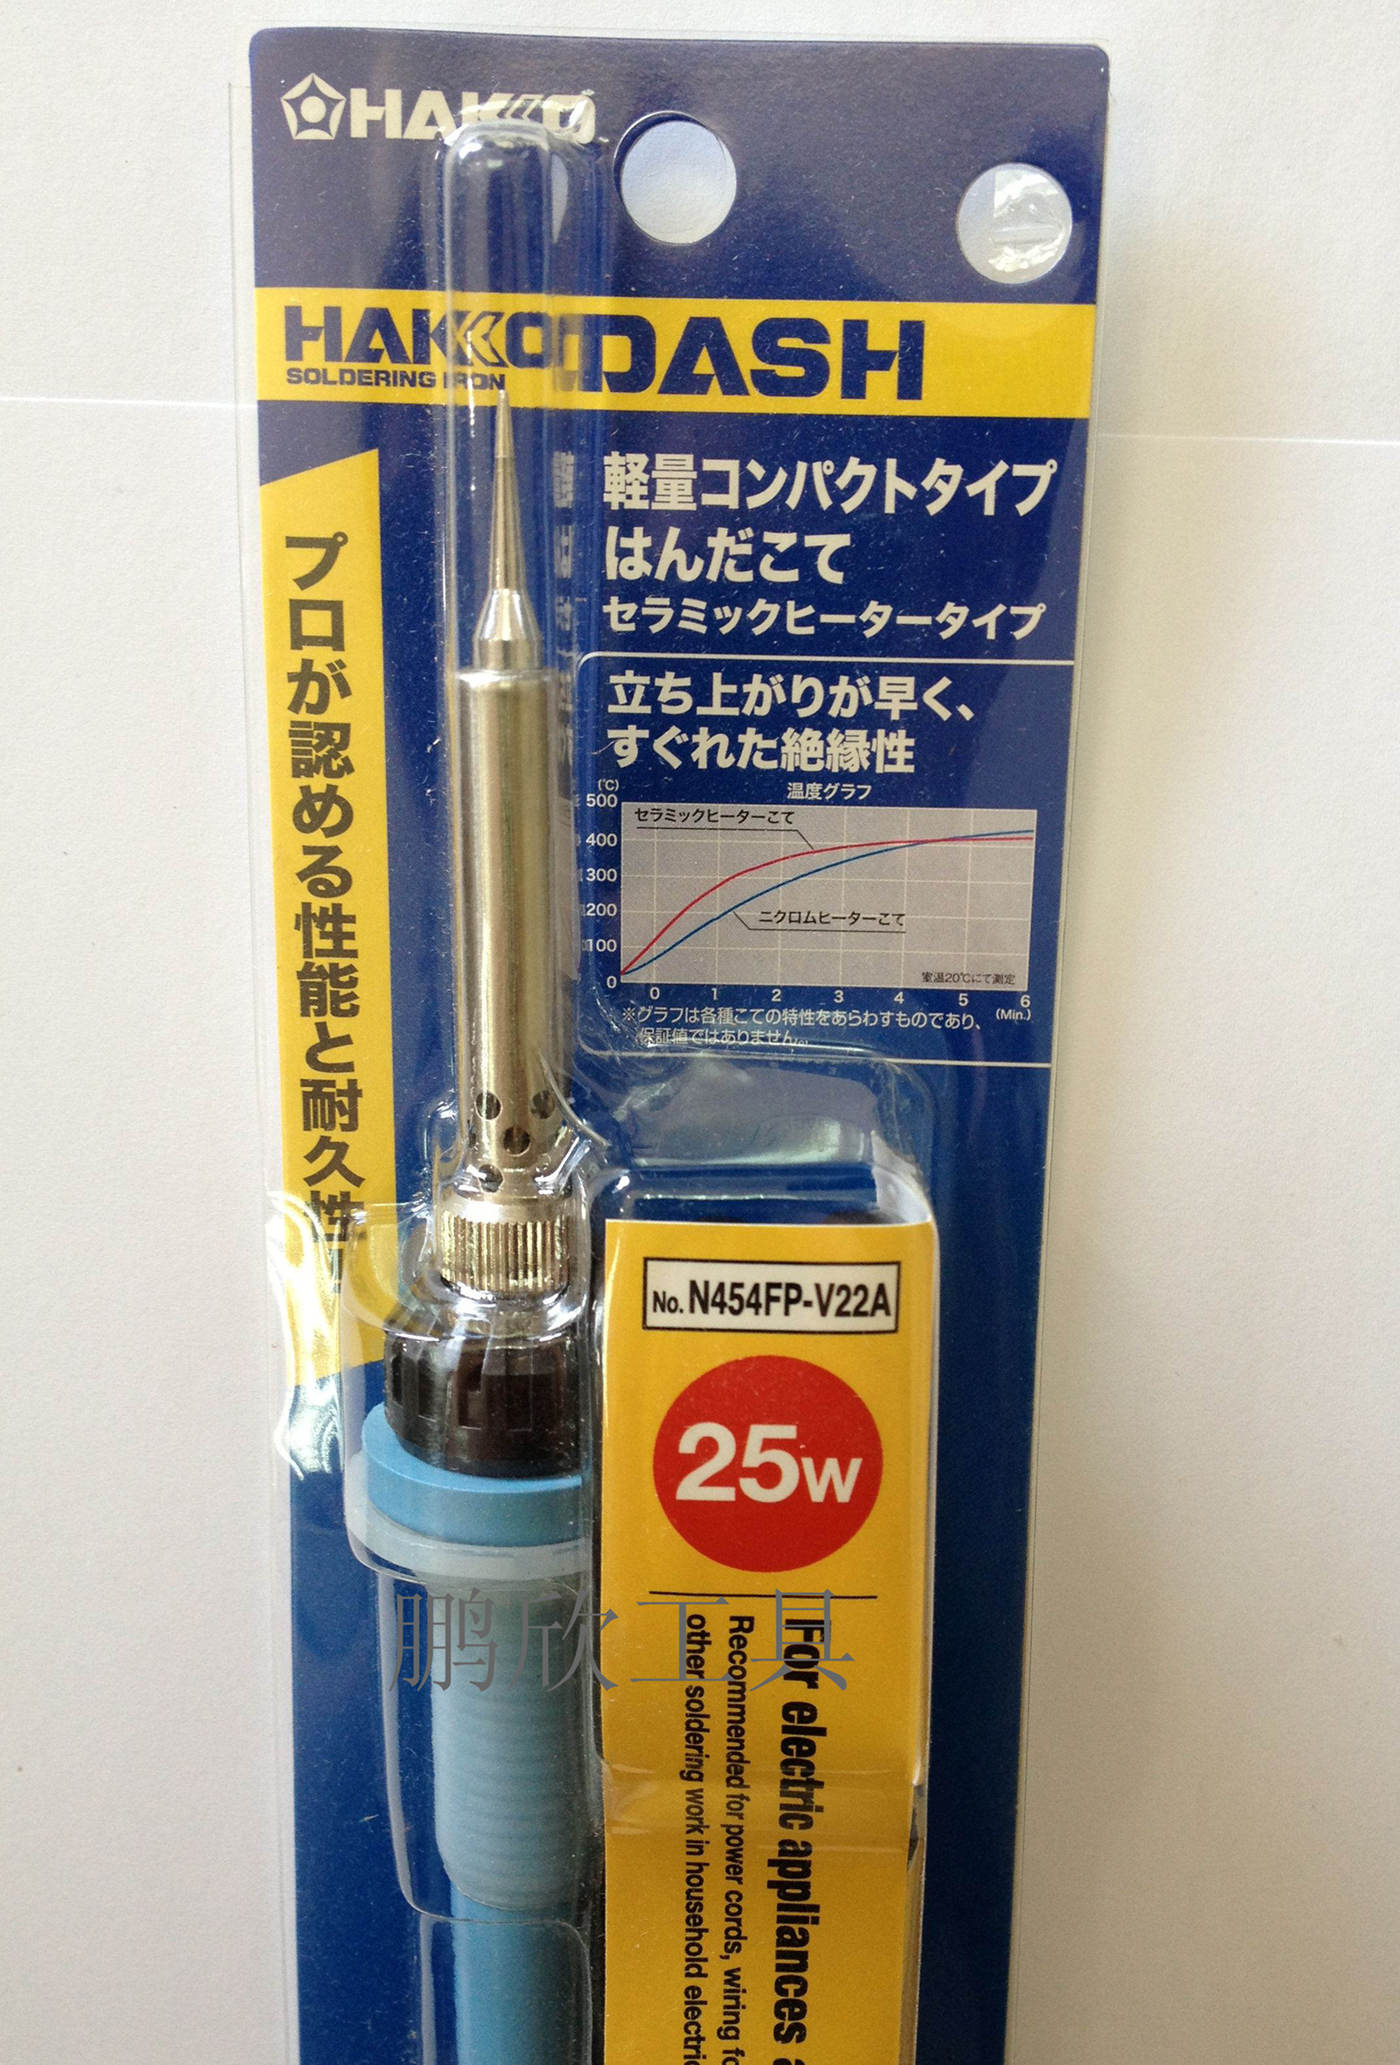 HAKKO
HAKKO DASH
SOLDERING IRON
軽量コンパクトタイプ
はんだこて
セラミックヒータータイプ
プロが認める性能と耐久性!
立ち上がりが早く、
すぐれた絶縁性
温度グラフ
(℃)
500
400
300
200
100
0
セラミックヒーターこて
ニクロムヒーターこて
室温20℃にて測定
0 1 2 3 4 5 6
(Min.)
※グラフは各種こての特性をあらわすものであり、
保証値ではありません。
No. N454FP-V22A
25W
For electric appliances
Recommended for power cords, wiring
other soldering work in household
鹏欣工具